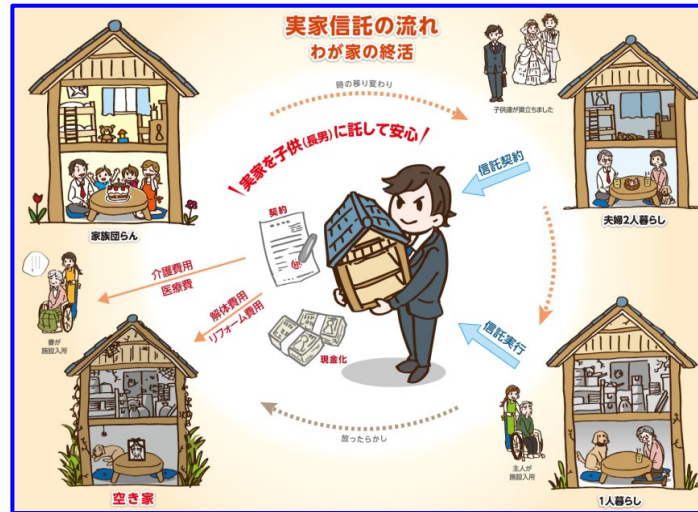 実家信託の流れ
わが家の終活
時の移り変わり
子供達が巣立ちました
実家を子供(長男)に託して安心
信託契約
家族団らん
契約
夫婦2人暮らし
介護費用
医療費
妻が
施設入所
解体費用
リフォーム費用
現金化
信託実行
放ったらかし
主人が
施設入所
空き家
1人暮らし